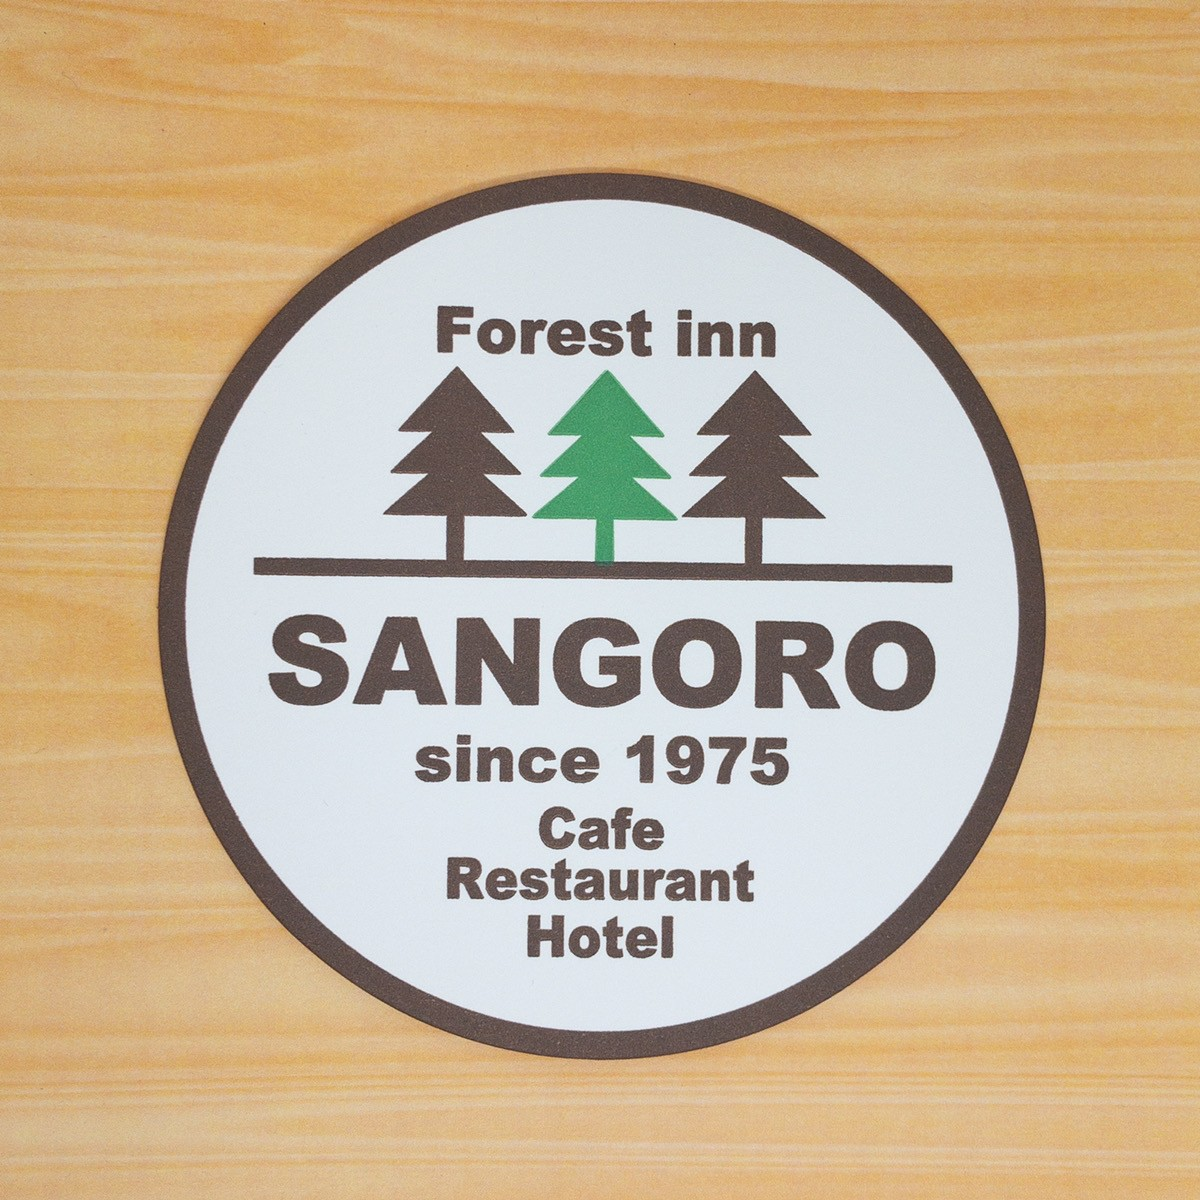 Forest inn
SANGORO
since 1975
Cafe
Restaurant
Hotel